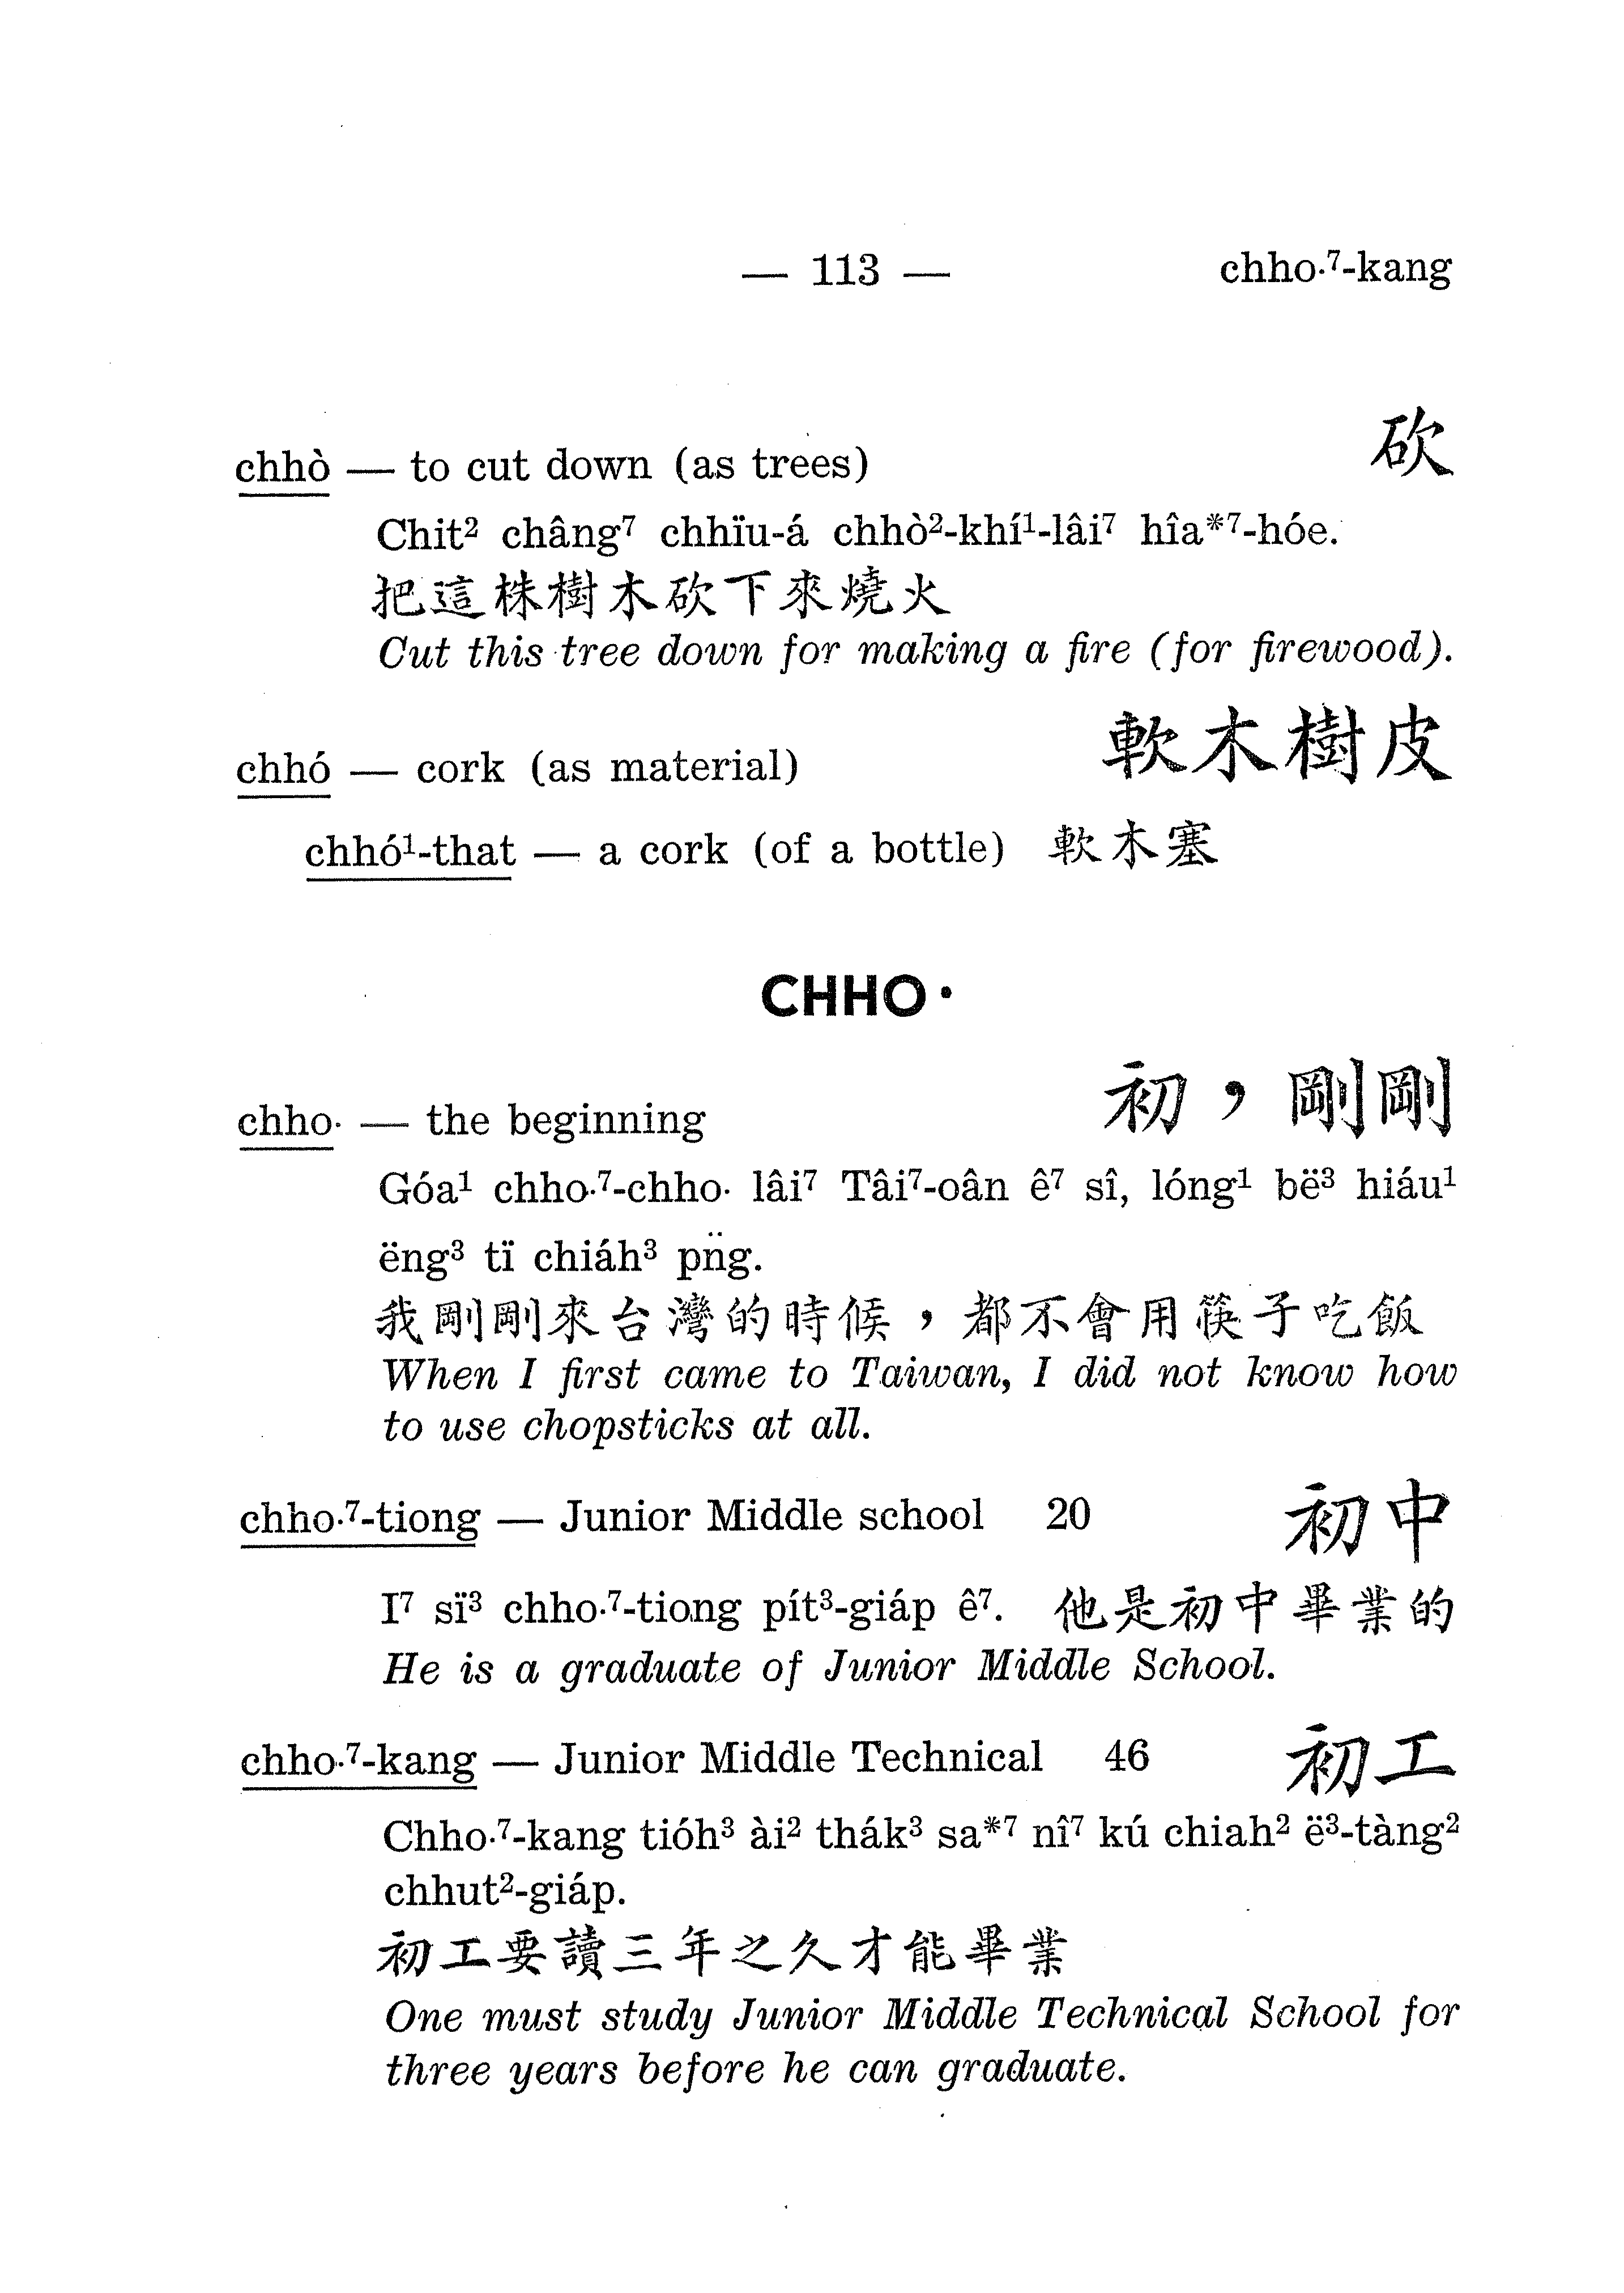 — 113 —
chho·⁷-kang
砍
chhò — to cut down (as trees)
Chit² châng⁷ chhïu-á chhò²-khí¹-lâi⁷ hîa*⁷-hóe.
把這株樹木砍下來燒火
Cut this tree down for making a fire (for firewood).
chhó — cork (as material) 軟木樹皮
chhó¹-that — a cork (of a bottle) 軟木塞
CHHO·
chho· — the beginning 初，剛剛
Góa¹ chho·⁷-chho· lâi⁷ Tâi⁷-oân ê⁷ sî, lóng¹ bë³ hiáu¹
ëng³ tï chiáh³ pn̈g.
我剛剛來台灣的時候，都不會用筷子吃飯
When I first came to Taiwan, I did not know how
to use chopsticks at all.
chho·⁷-tiong — Junior Middle school 20 初中
I⁷ sï³ chho·⁷-tiong pít³-giáp ê⁷. 他是初中畢業的
He is a graduate of Junior Middle School.
chho·⁷-kang — Junior Middle Technical 46 初工
Chho·⁷-kang tióh³ ài² thák³ sa*⁷ nî⁷ kú chiah² ë³-tàng²
chhut²-giáp.
初工要讀三年之久才能畢業
One must study Junior Middle Technical School for
three years before he can graduate.